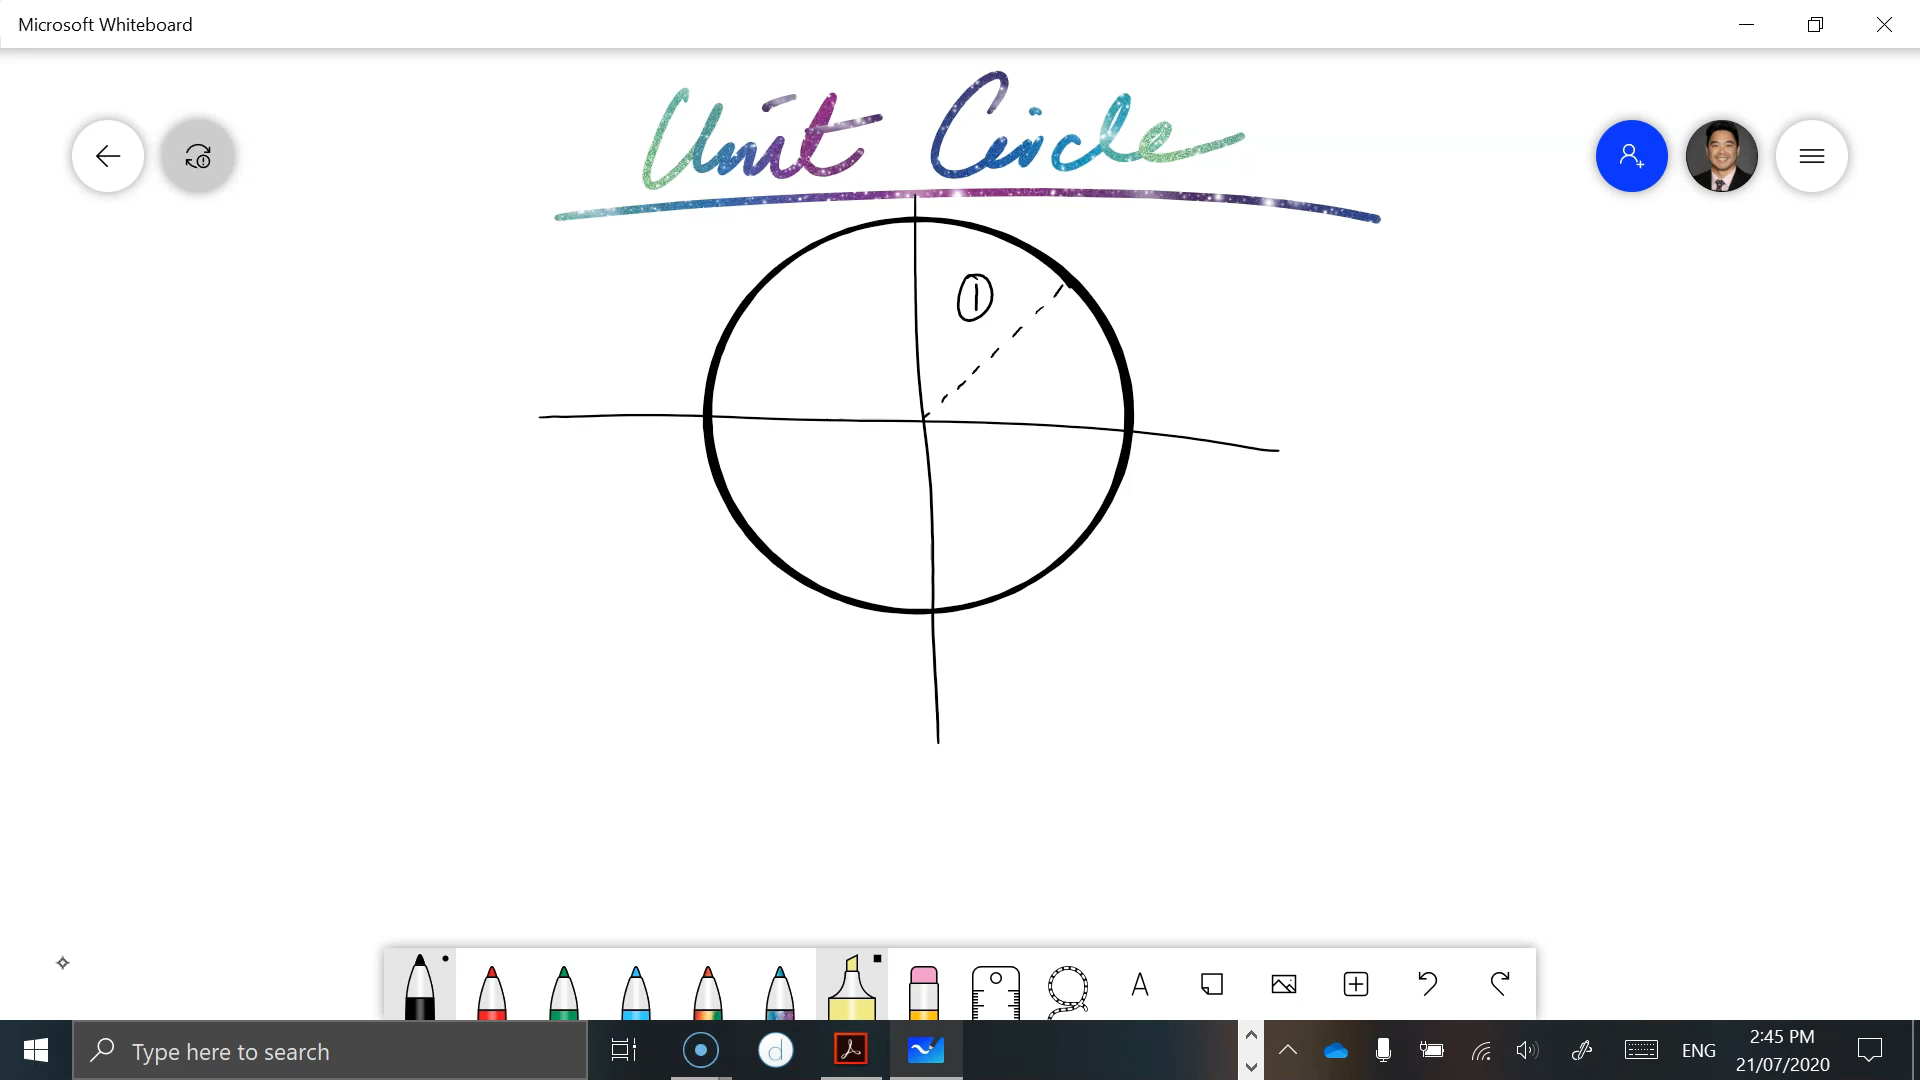 Microsoft Whiteboard
Unit Circle
1
A
d
Type here to search
ENG
2:45 PM
21/07/2020